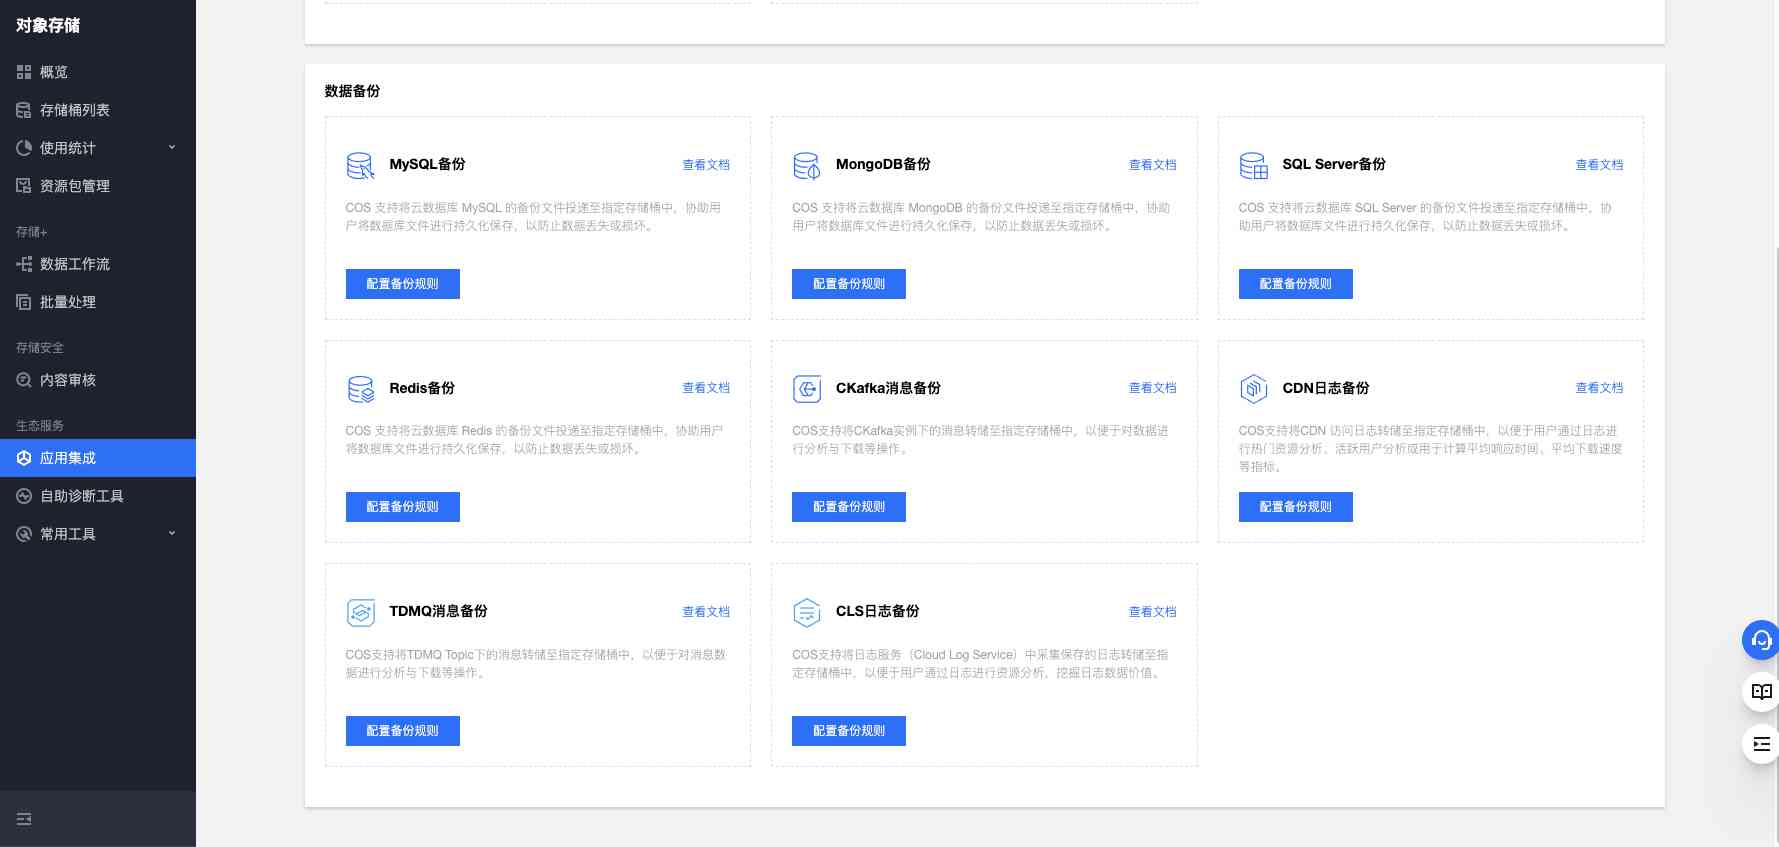 对象存储
概览
存储桶列表
使用统计
资源包管理
存储+
数据工作流
批量处理
存储安全
内容审核
生态服务
应用集成
自助诊断工具
常用工具
数据备份
MySQL备份
查看文档
COS 支持将云数据库 MySQL 的备份文件投递至指定存储桶中，协助用
户将数据库文件进行持久化保存，以防止数据丢失或损坏。
配置备份规则
MongoDB备份
查看文档
COS 支持将云数据库 MongoDB 的备份文件投递至指定存储桶中，协助
用户将数据库文件进行持久化保存，以防止数据丢失或损坏。
配置备份规则
SQL Server备份
查看文档
COS 支持将云数据库 SQL Server 的备份文件投递至指定存储桶中，协
助用户将数据库文件进行持久化保存，以防止数据丢失或损坏。
配置备份规则
Redis备份
查看文档
COS 支持将云数据库 Redis 的备份文件投递至指定存储桶中，协助用户
将数据库文件进行持久化保存，以防止数据丢失或损坏。
配置备份规则
CKafka消息备份
查看文档
COS支持将CKafka实例下的消息转储至指定存储桶中，以便于对数据进
行分析与下载等操作。
配置备份规则
CDN日志备份
查看文档
COS支持将CDN 访问日志转储至指定存储桶中，以便于用户通过日志进
行热门资源分析、活跃用户分析或用于计算平均响应时间、平均下载速度
等指标。
配置备份规则
TDMQ消息备份
查看文档
COS支持将TDMQ Topic下的消息转储至指定存储桶中，以便于对消息数
据进行分析与下载等操作。
配置备份规则
CLS日志备份
查看文档
COS支持将日志服务（Cloud Log Service）中采集保存的日志转储至指
定存储桶中，以便于用户通过日志进行资源分析，挖掘日志数据价值。
配置备份规则